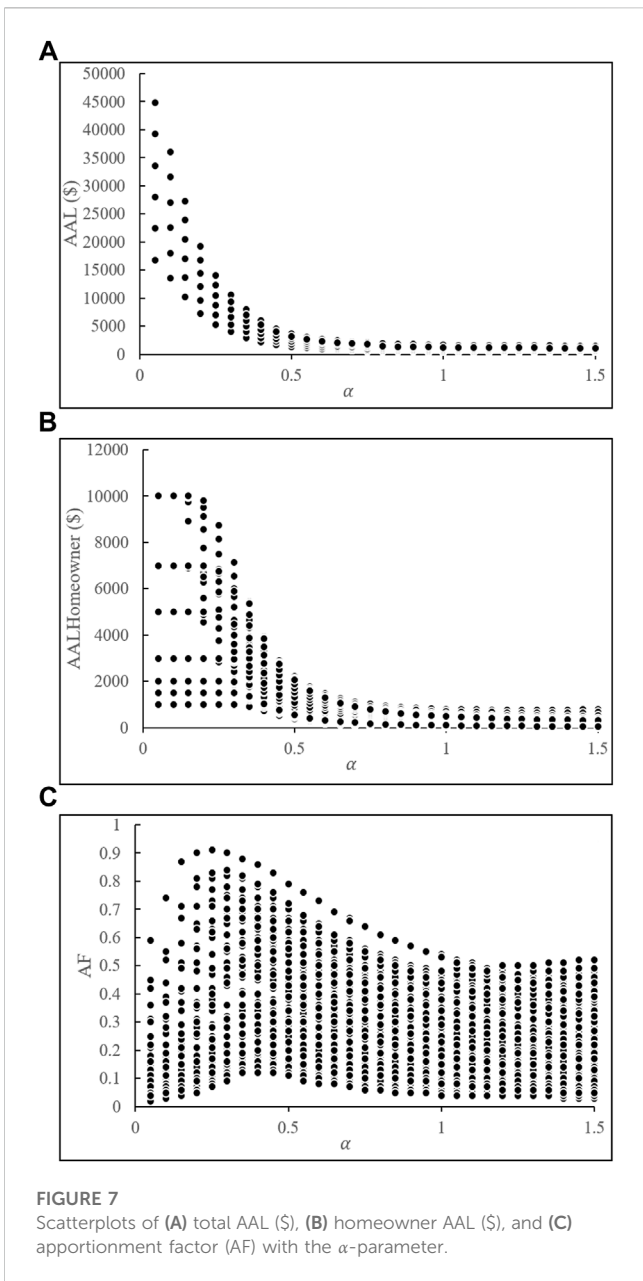 A
50000
45000
40000
35000
30000
25000
20000
15000
10000
5000
0
AAL ($)
0 0.5 1 1.5
α
B
12000
10000
8000
6000
4000
2000
0
AALHomeowner ($)
0 0.5 1 1.5
α
C
1
0.9
0.8
0.7
0.6
0.5
0.4
0.3
0.2
0.1
0
AF
0 0.5 1 1.5
α
FIGURE 7
Scatterplots of (A) total AAL ($), (B) homeowner AAL ($), and (C)
apportionment factor (AF) with the α-parameter.